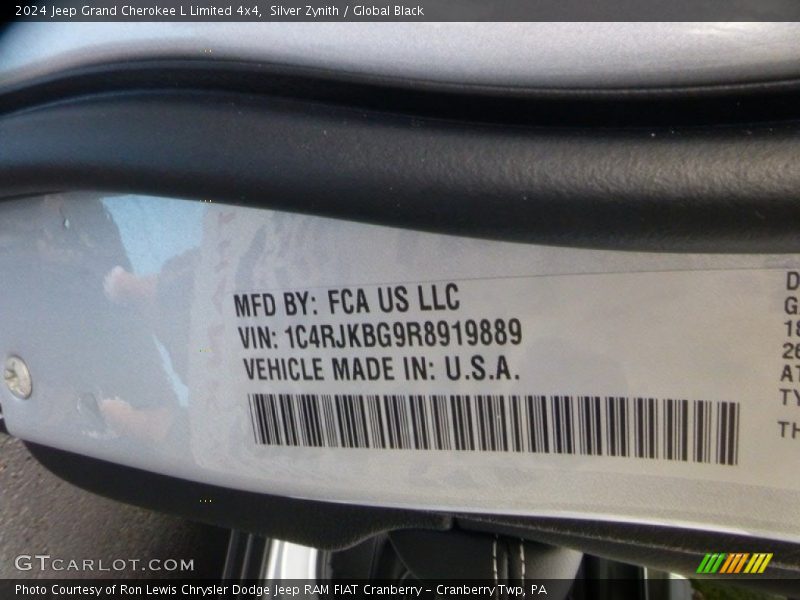 2024 Jeep Grand Cherokee L Limited 4x4, Silver Zynith / Global Black
MFD BY: FCA US LLC
VIN: 1C4RJKBG9R8919889
VEHICLE MADE IN: U.S.A.
GTCARLOT.COM
Photo Courtesy of Ron Lewis Chrysler Dodge Jeep RAM FIAT Cranberry - Cranberry Twp, PA